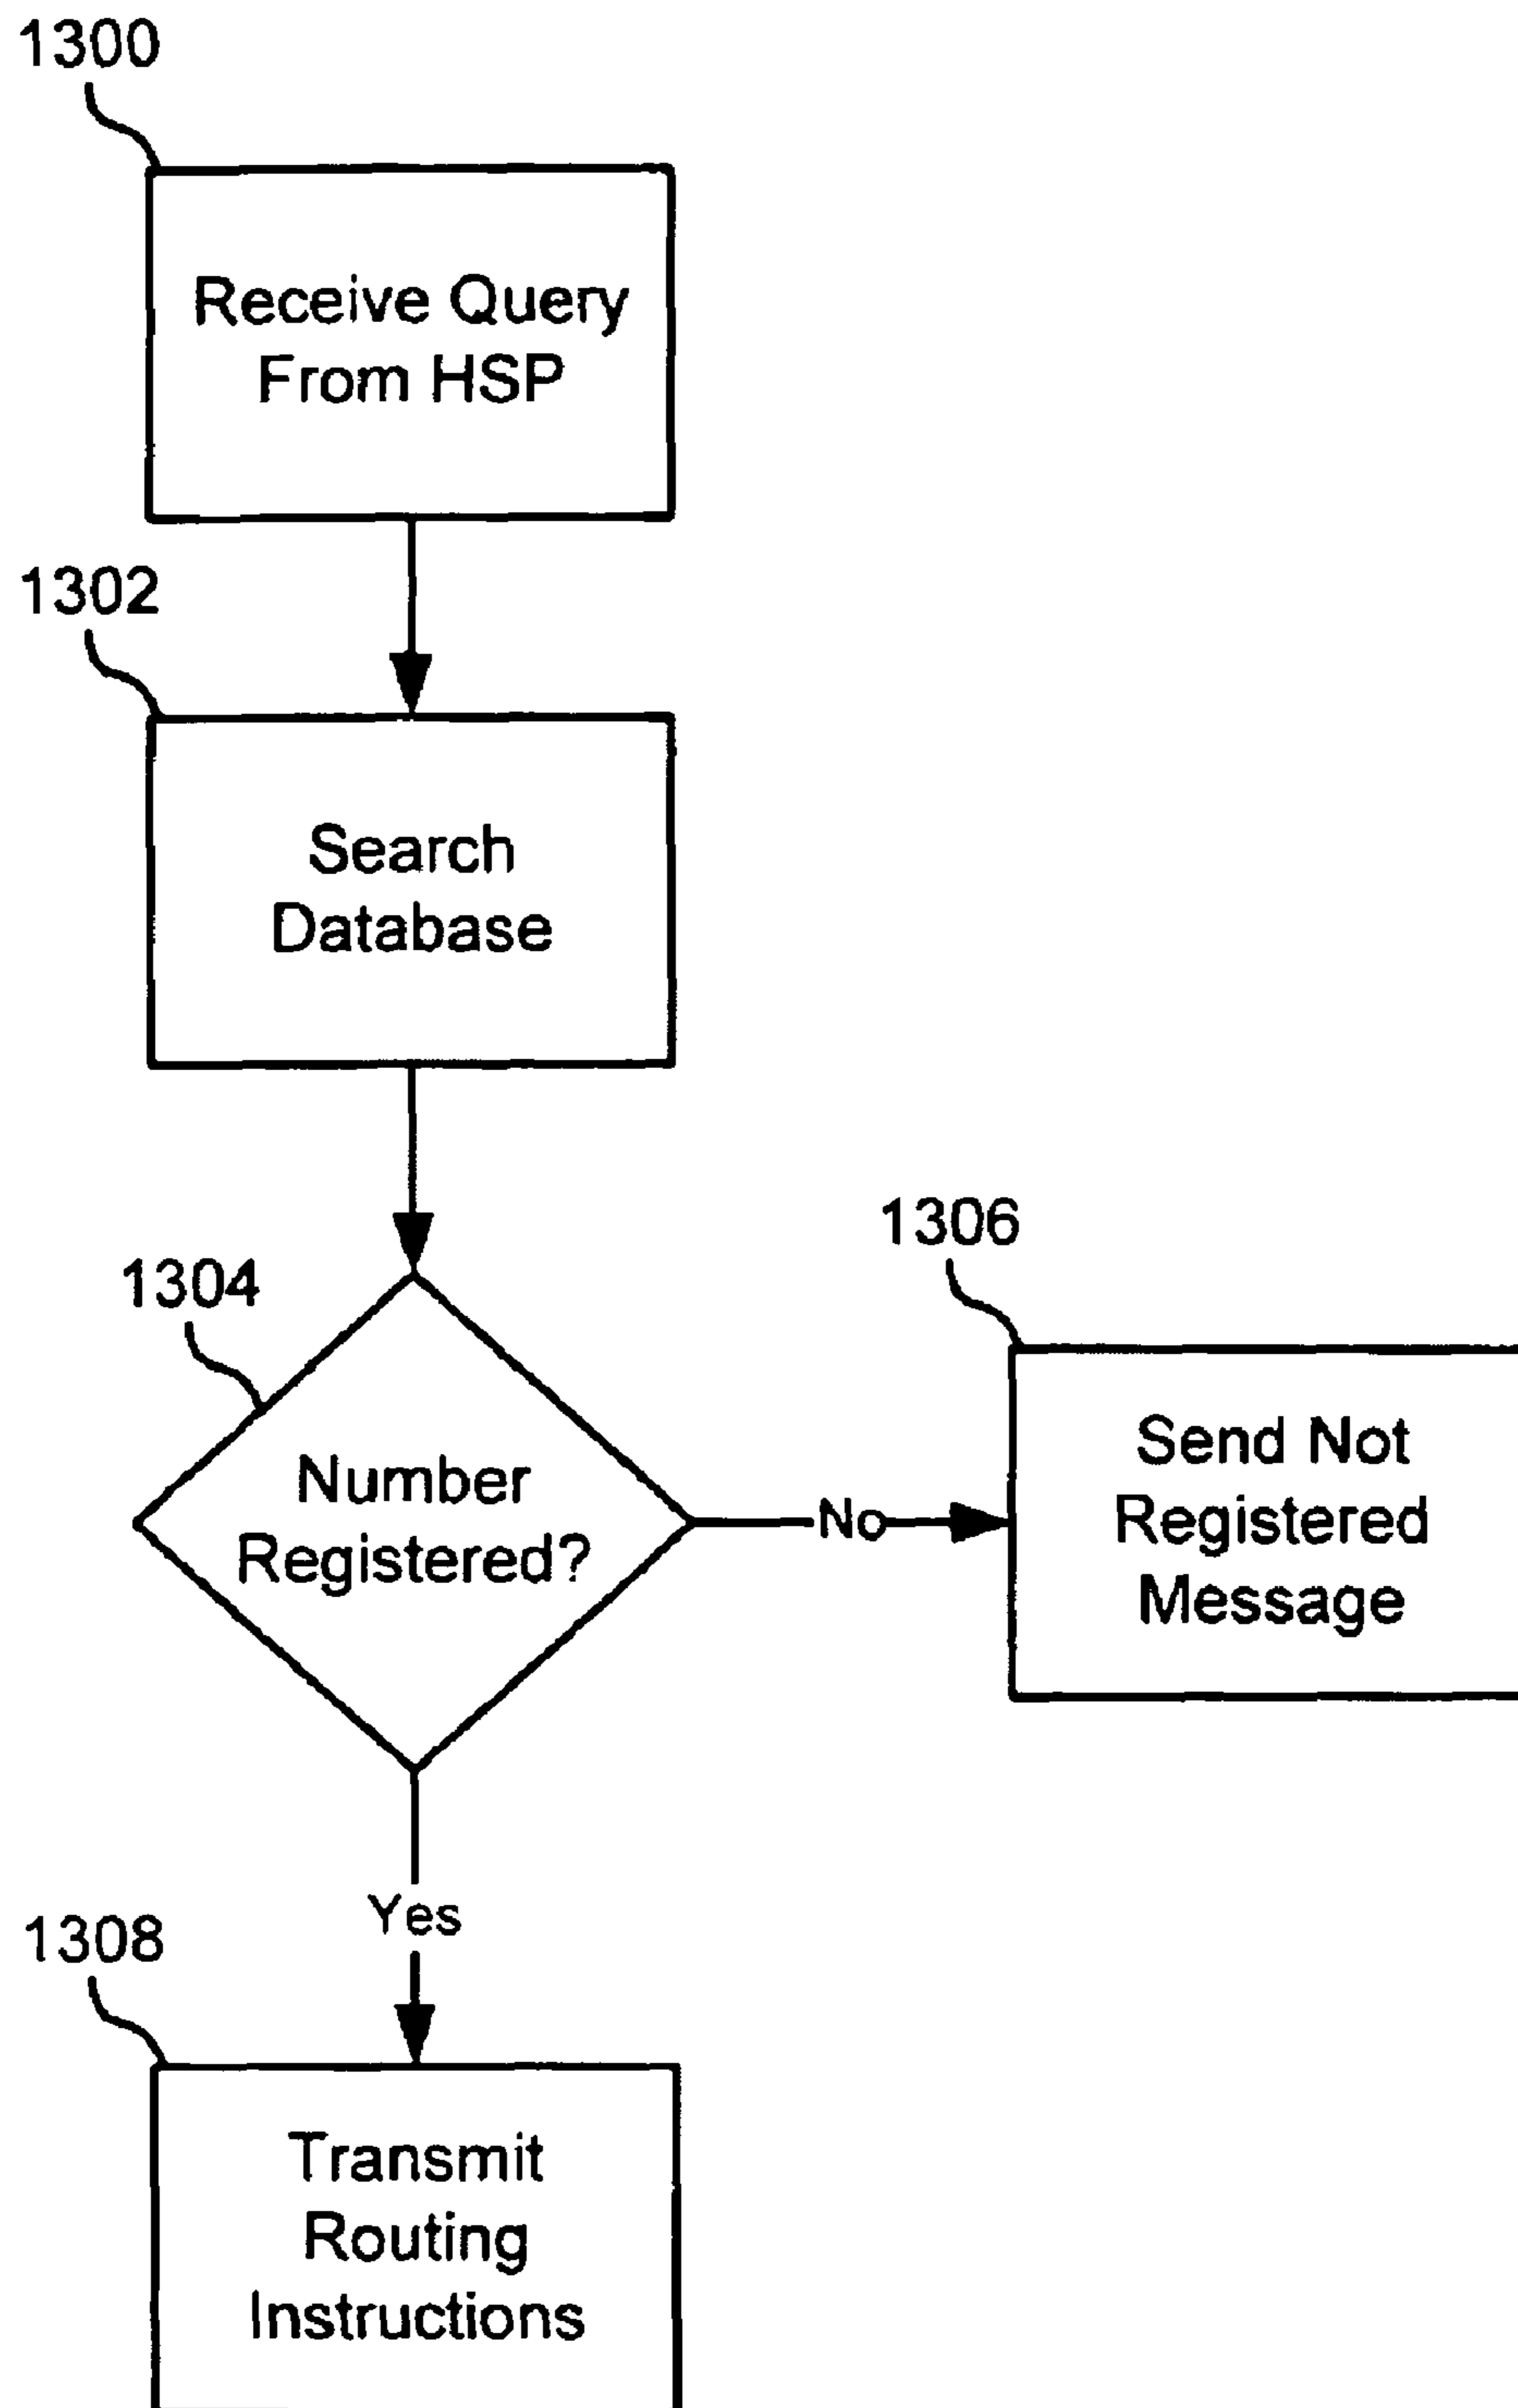 1300
Receive Query
From HSP
1302
Search
Database
1304
Number
Registered?
No
1306
Send Not
Registered
Message
Yes
1308
Transmit
Routing
Instructions